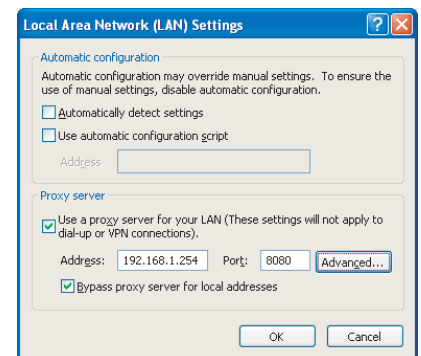 Local Area Network (LAN) Settings
Automatic configuration
Automatic configuration may override manual settings. To ensure the
use of manual settings, disable automatic configuration.
Automatically detect settings
Use automatic configuration script
Address
Proxy server
Use a proxy server for your LAN (These settings will not apply to
dial-up or VPN connections).
Address: 192.168.1.254 Port: 8080 Advanced...
Bypass proxy server for local addresses
OK Cancel